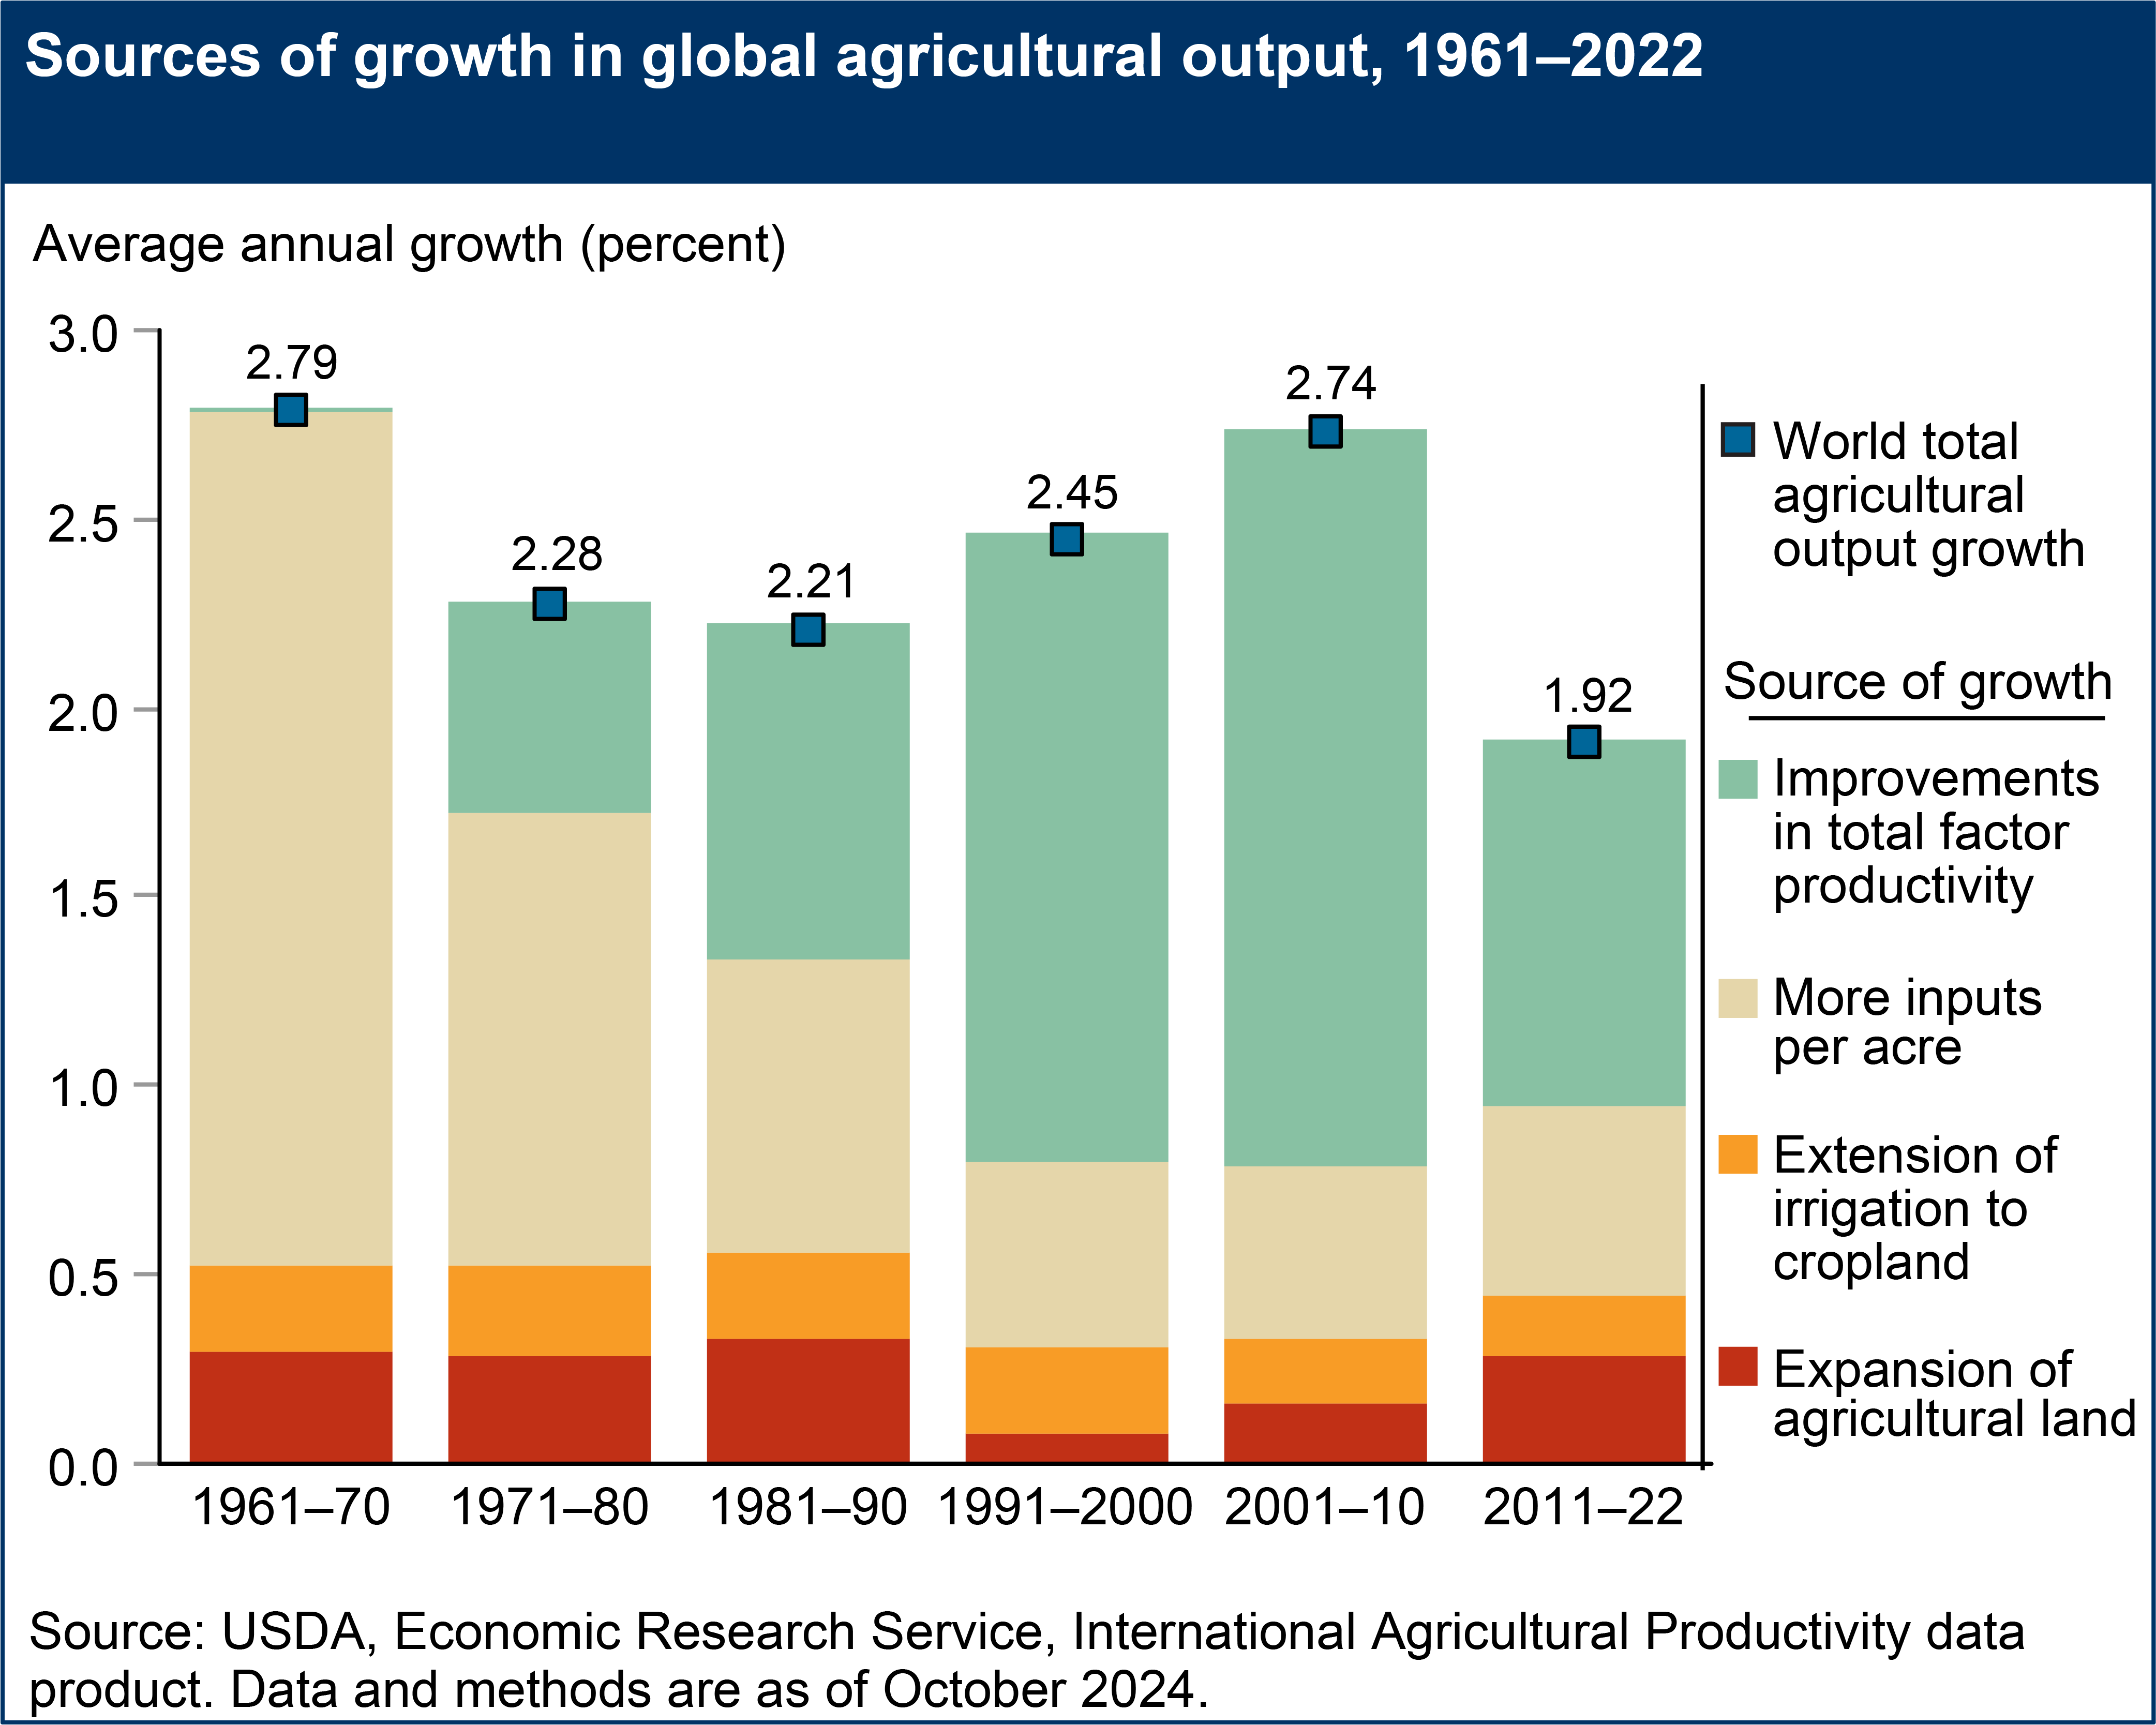 Sources of growth in global agricultural output, 1961–2022
Average annual growth (percent)
3.0
2.5
2.0
1.5
1.0
0.5
0.0
2.79
2.28
2.21
2.45
2.74
1.92
1961–70
1971–80
1981–90
1991–2000
2001–10
2011–22
World total
agricultural
output growth
Source of growth
Improvements
in total factor
productivity
More inputs
per acre
Extension of
irrigation to
cropland
Expansion of
agricultural land
Source: USDA, Economic Research Service, International Agricultural Productivity data
product. Data and methods are as of October 2024.